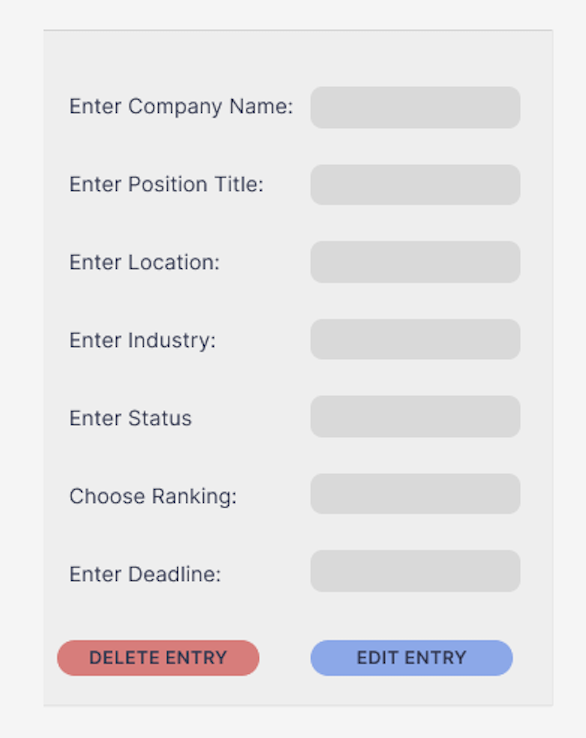 Enter Company Name:
Enter Position Title:
Enter Location:
Enter Industry:
Enter Status
Choose Ranking:
Enter Deadline:
DELETE ENTRY
EDIT ENTRY